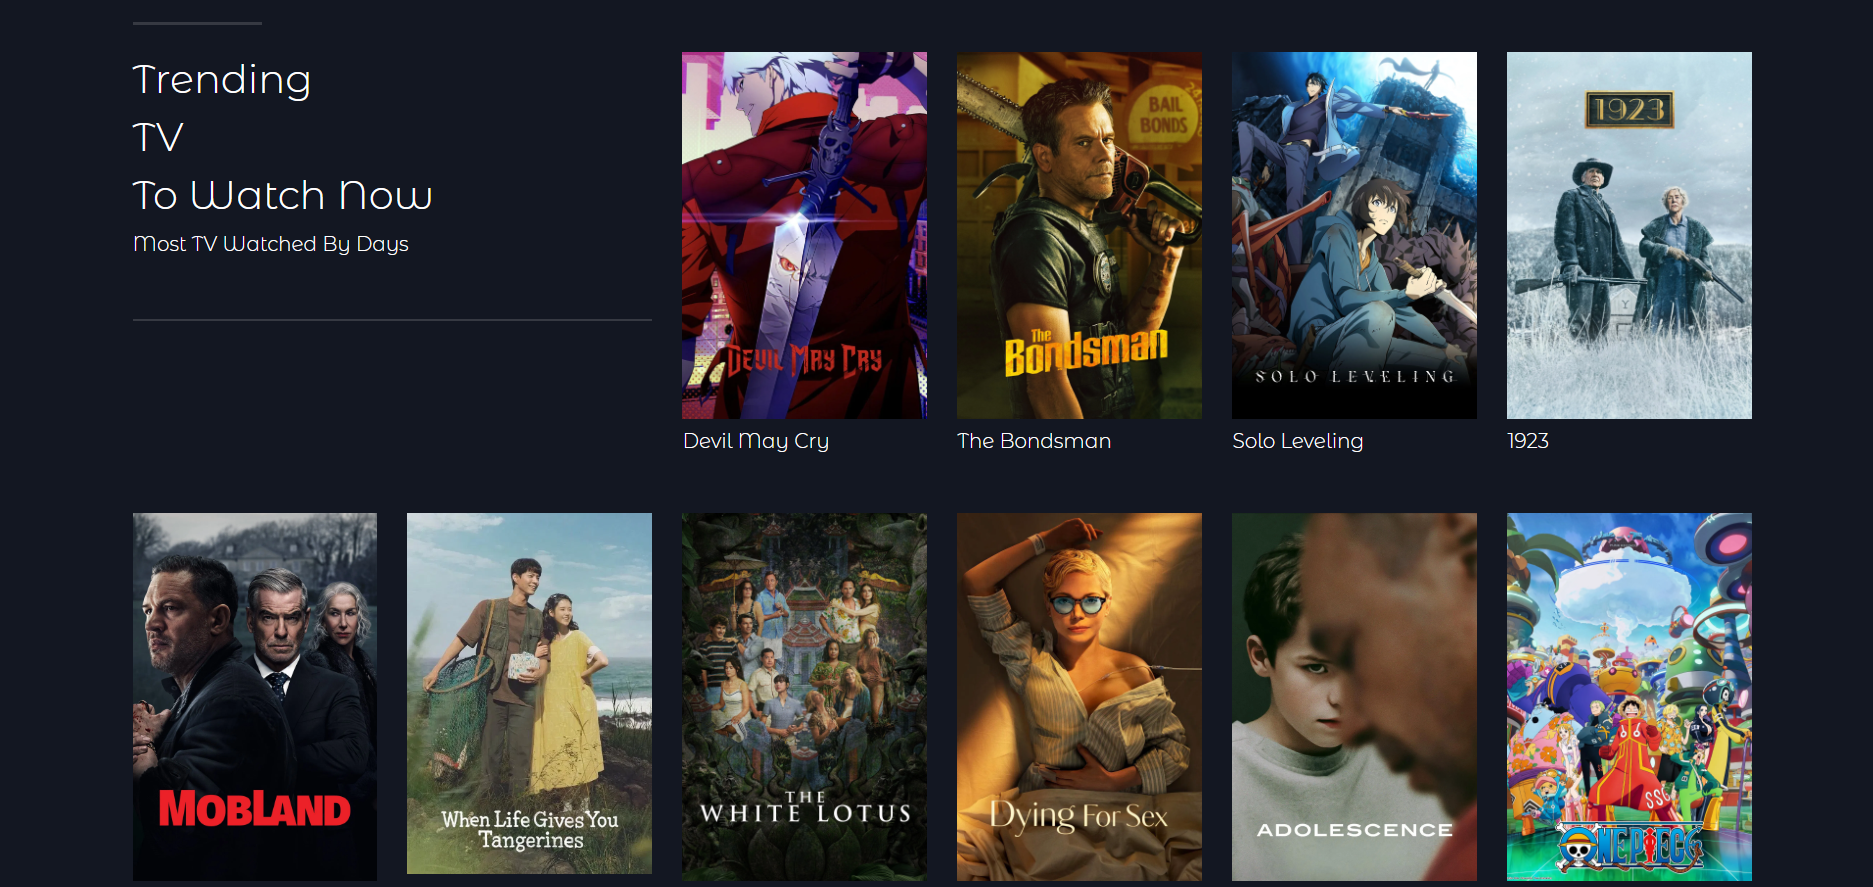 Trending
TV
To Watch Now
Most TV Watched By Days
DEVIL MAY CRY
BAIL
BONDS
The
Bondsman
SOLO LEVELING
1923
Devil May Cry
The Bondsman
Solo Leveling
1923
MOBLAND
When Life Gives You
Tangerines
THE
WHITE LOTUS
Dying For Sex
ADOLESCENCE
SSG
ONE PIECE